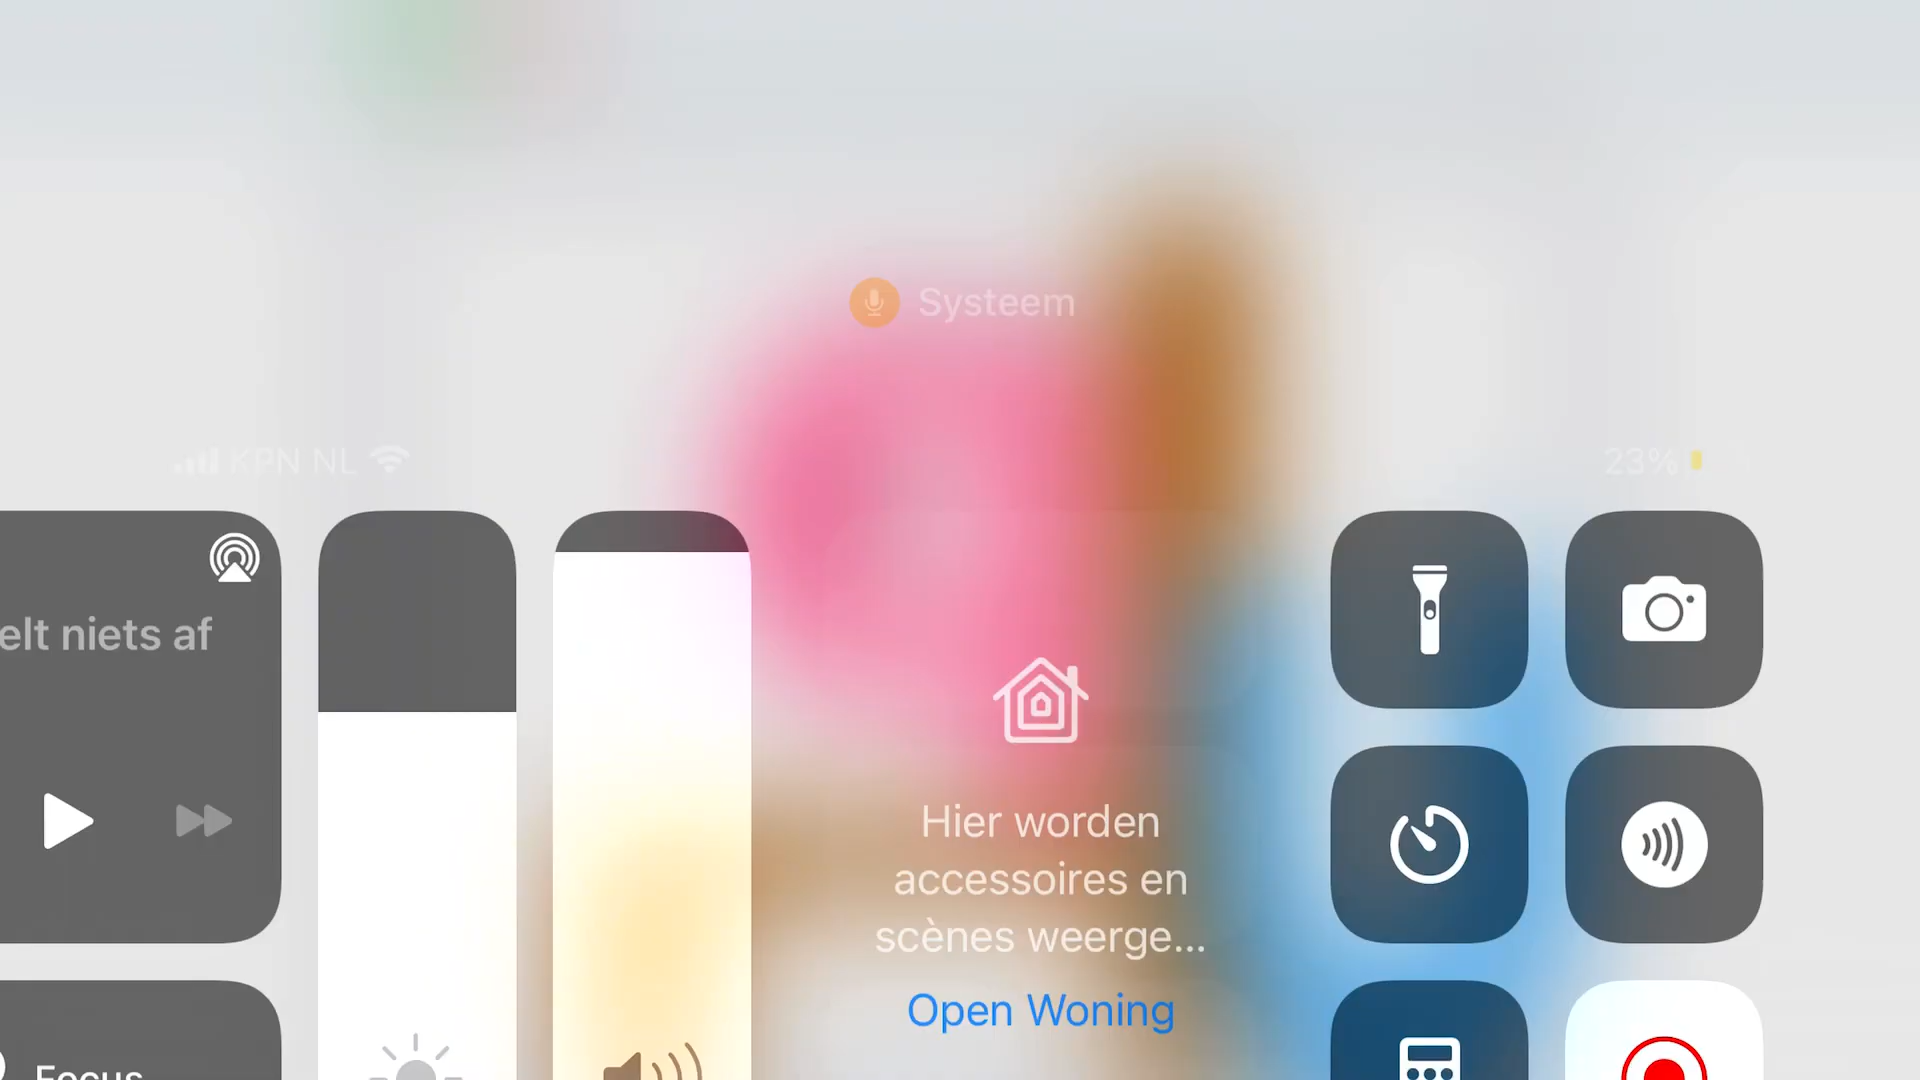 Systeem
KPN NL
23%
elt niets af
Hier worden
accessoires en
scènes weerge...
Open Woning
Focus